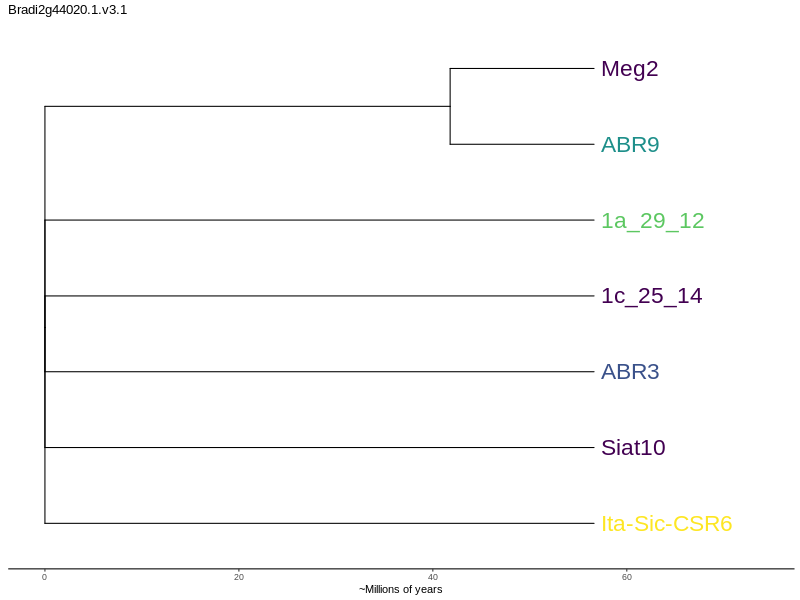 Bradi2g44020.1.v3.1
Meg2
ABR9
1a_29_12
1c_25_14
ABR3
Siat10
Ita-Sic-CSR6
0 20 40 60
~Millions of years